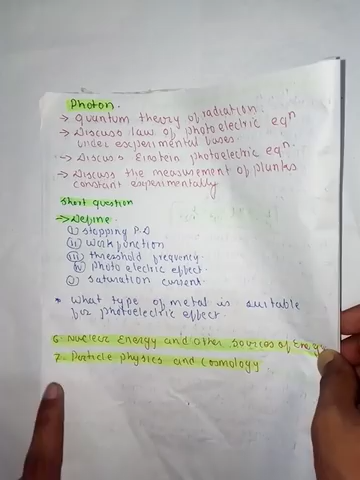 Photon.
→ quantum theory of radiation.
→ Discuss law of photoelectric eqn
under experimental bases.
→ Discuss Einstein photoelectric eqn.
→ Discuss the measurement of planks
constant experimentally
Short question
→ Define
(i) stopping P.D
(ii) work function
(iii) threshold frequency.
(iv) photo electric effect.
(v) saturation current.
* What type of metal is suitable
for photoelectric effect.
6. Nuclear Energy and other sources of Energy
7. Particle physics and cosmology